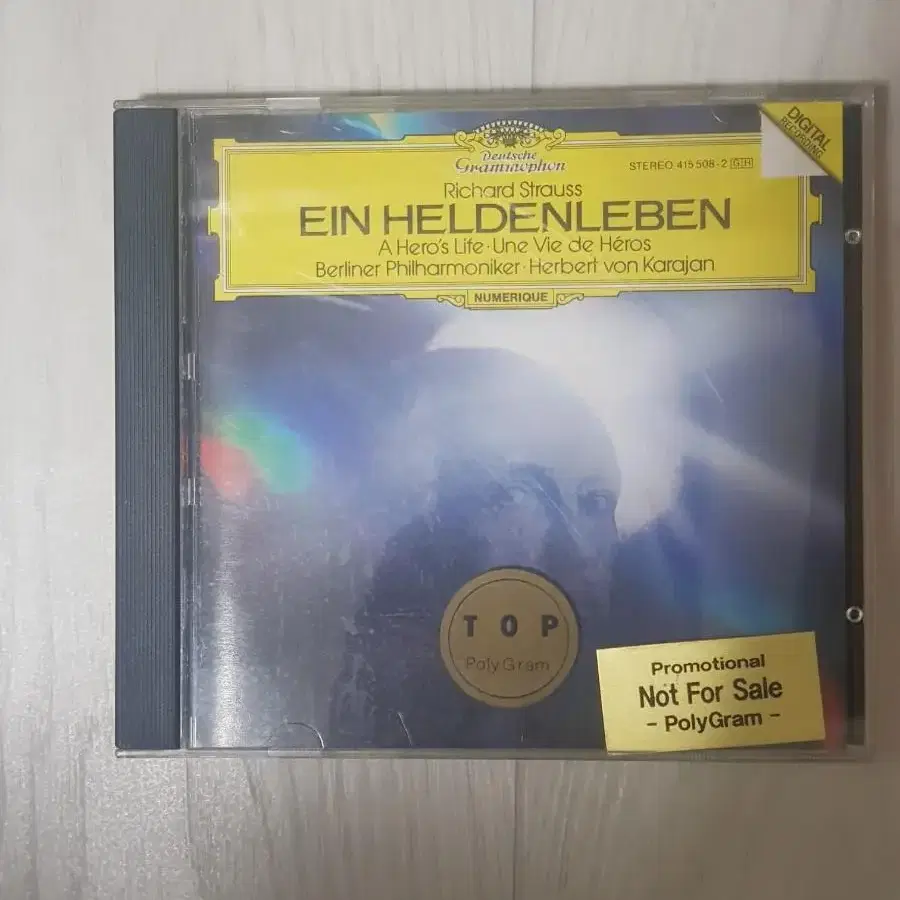 Deutsche
Grammophon
STEREO 415 508-2 GH
DIGITAL
RECORDING
Richard Strauss
EIN HELDENLEBEN
A Hero's Life · Une Vie de Héros
Berliner Philharmoniker · Herbert von Karajan
NUMERIQUE
TOP
PolyGram
Promotional
Not For Sale
- PolyGram -